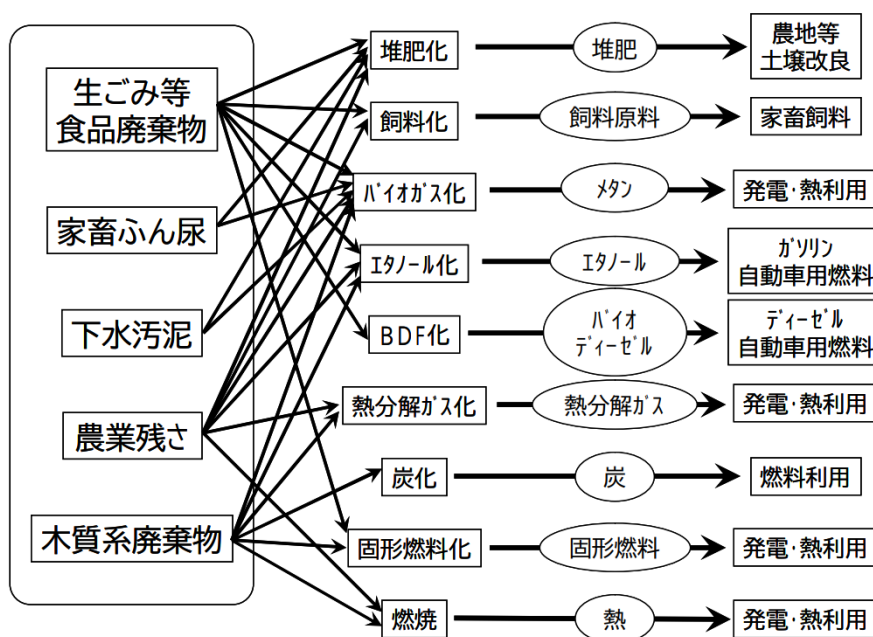 生ごみ等
食品廃棄物
家畜ふん尿
下水汚泥
農業残さ
木質系廃棄物
堆肥化
堆肥
農地等
土壌改良
飼料化
飼料原料
家畜飼料
ﾊﾞｲｵｶﾞｽ化
ﾒﾀﾝ
発電･熱利用
ｴﾀﾉｰﾙ化
ｴﾀﾉｰﾙ
ｶﾞｿﾘﾝ
自動車用燃料
ＢＤＦ化
ﾊﾞｲｵ
ﾃﾞｨｰｾﾞﾙ
ﾃﾞｨｰｾﾞﾙ
自動車用燃料
熱分解ｶﾞｽ化
熱分解ｶﾞｽ
発電･熱利用
炭化
炭
燃料利用
固形燃料化
固形燃料
発電･熱利用
燃焼
熱
発電･熱利用